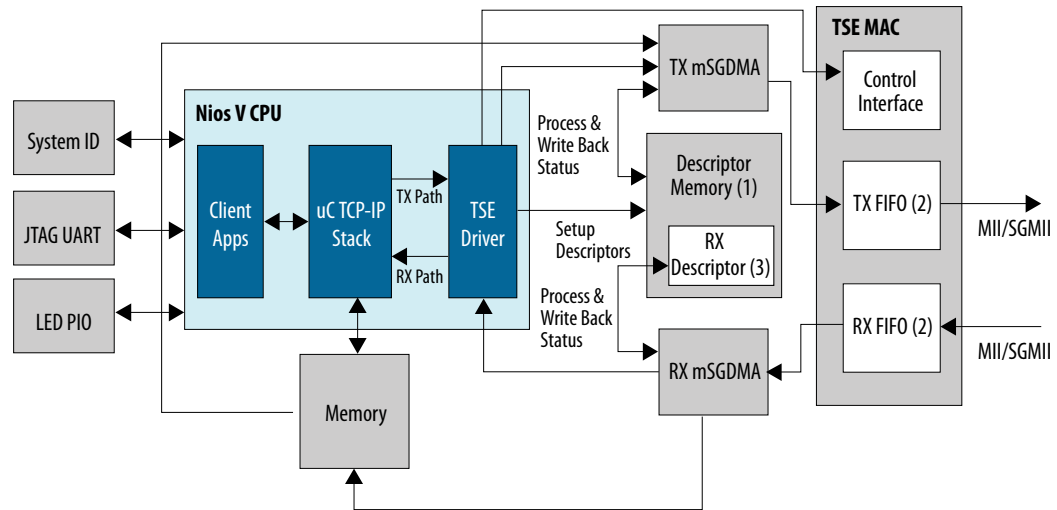 TSE MAC
TX mSGDMA
Control
Interface
Nios V CPU
System ID
Process &
Write Back
Status
Descriptor
Memory (1)
Client
Apps
uC TCP-IP
Stack
TX Path
RX Path
TSE
Driver
TX FIFO (2)
MII/SGMII
JTAG UART
Setup
Descriptors
RX
Descriptor (3)
LED PIO
Process &
Write Back
Status
RX FIFO (2)
MII/SGMII
RX mSGDMA
Memory